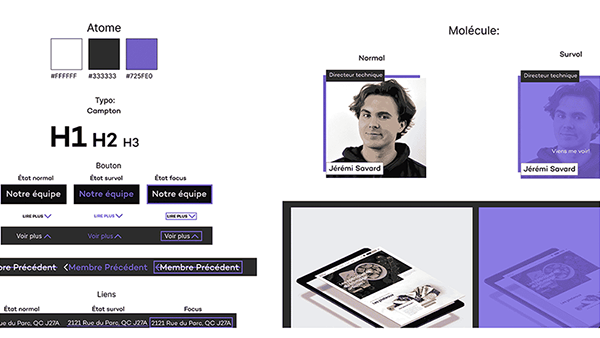 Atome
#FFFFFF #333333 #725FE0
Typo:
Campton
H1 H2 H3
Bouton
État normal État survol État focus
Notre équipe Notre équipe Notre équipe
LIRE PLUS LIRE PLUS LIRE PLUS
Voir plus Voir plus Voir plus
bre Précédent Membre Précédent Membre Précédent
Liens
État normal État survol Focus
e du Parc, QC J27A 2121 Rue du Parc, QC J27A 2121 Rue du Parc, QC J27A
Molécule:
Normal Survol
Directeur technique Directeur technique
Viens me voir!
Jérémi Savard Jérémi Savard